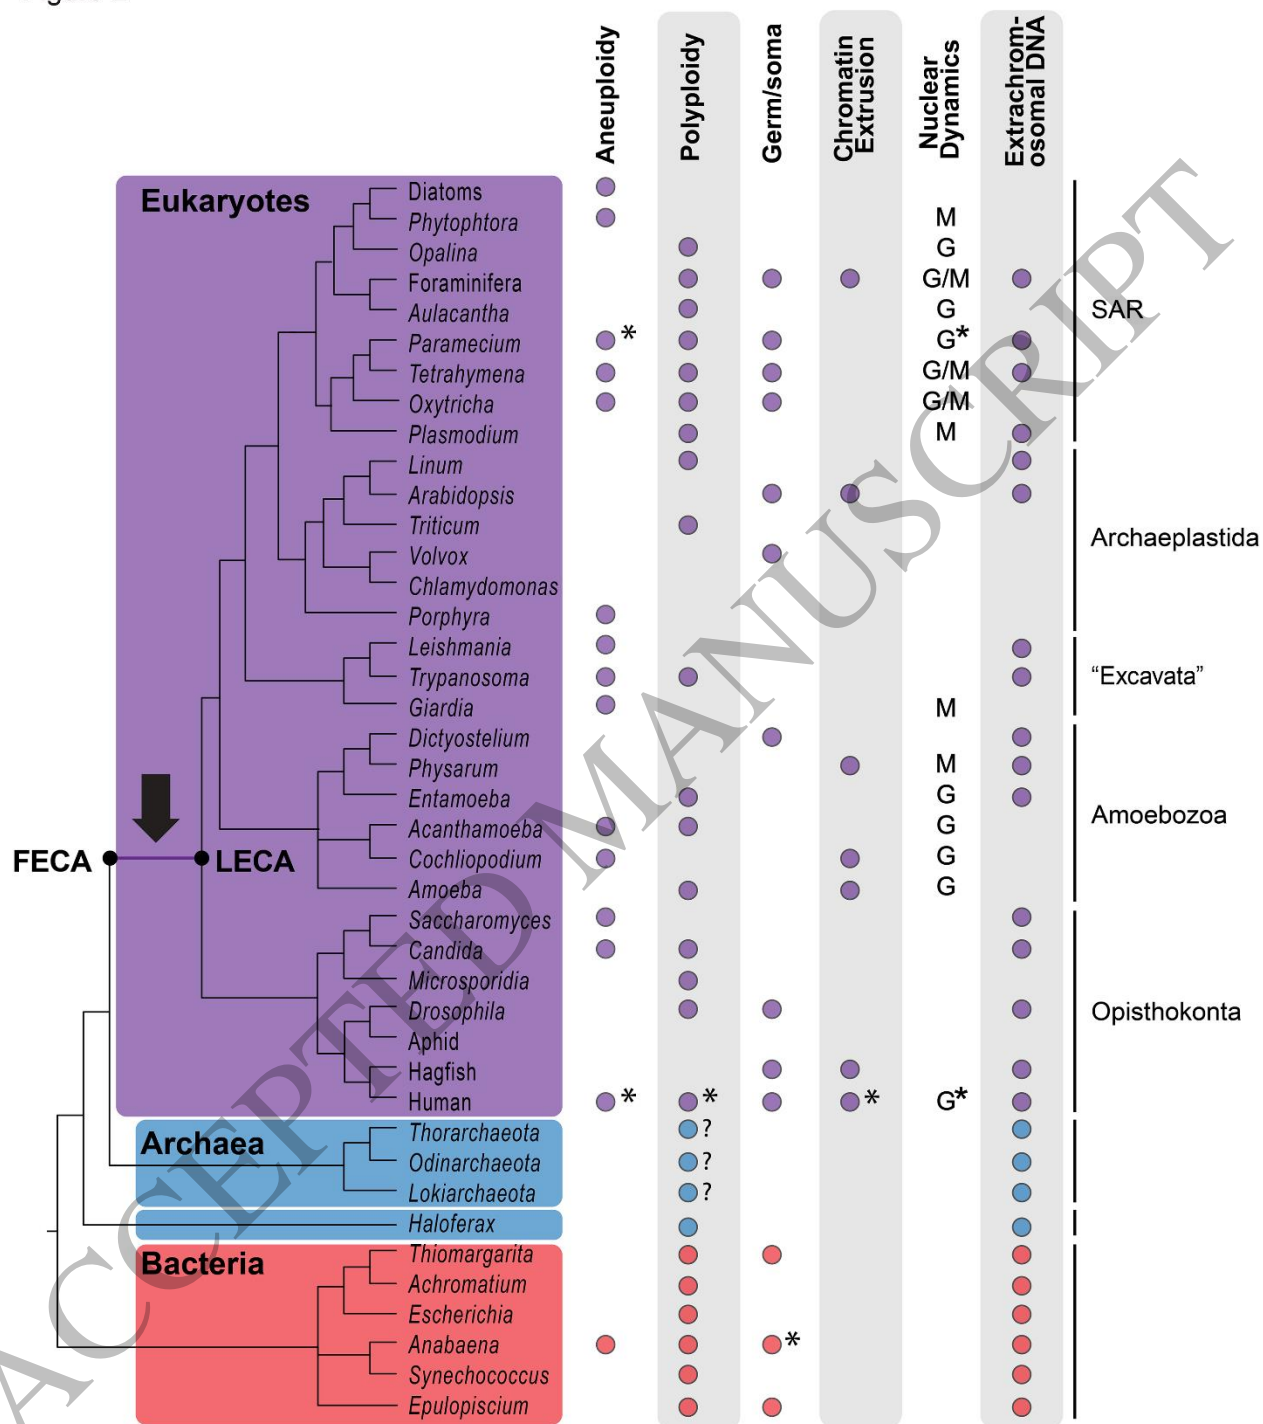 Aneuploidy
Polyploidy
Germ/soma
Chromatin
Extrusion
Nuclear
Dynamics
Extrachrom-
osomal DNA
Eukaryotes
Diatoms
Phytophtora M
Opalina G
Foraminifera G/M
Aulacantha G
SAR
Paramecium * G*
Tetrahymena G/M
Oxytricha G/M
Plasmodium M
Linum
Arabidopsis
Triticum
Archaeplastida
Volvox
Chlamydomonas
Porphyra
Leishmania
Trypanosoma
“Excavata”
Giardia M
Dictyostelium
Physarum M
Entamoeba G
Amoebozoa
Acanthamoeba G
FECA LECA
Cochliopodium G
Amoeba G
Saccharomyces
Candida
Microsporidia
Drosophila
Opisthokonta
Aphid
Hagfish
Human * * * G*
Archaea
Thorarchaeota ?
Odinarchaeota ?
Lokiarchaeota ?
Haloferax
Bacteria
Thiomargarita
Achromatium
Escherichia
Anabaena *
Synechococcus
Epulopiscium
ACCEPTED MANUSCRIPT